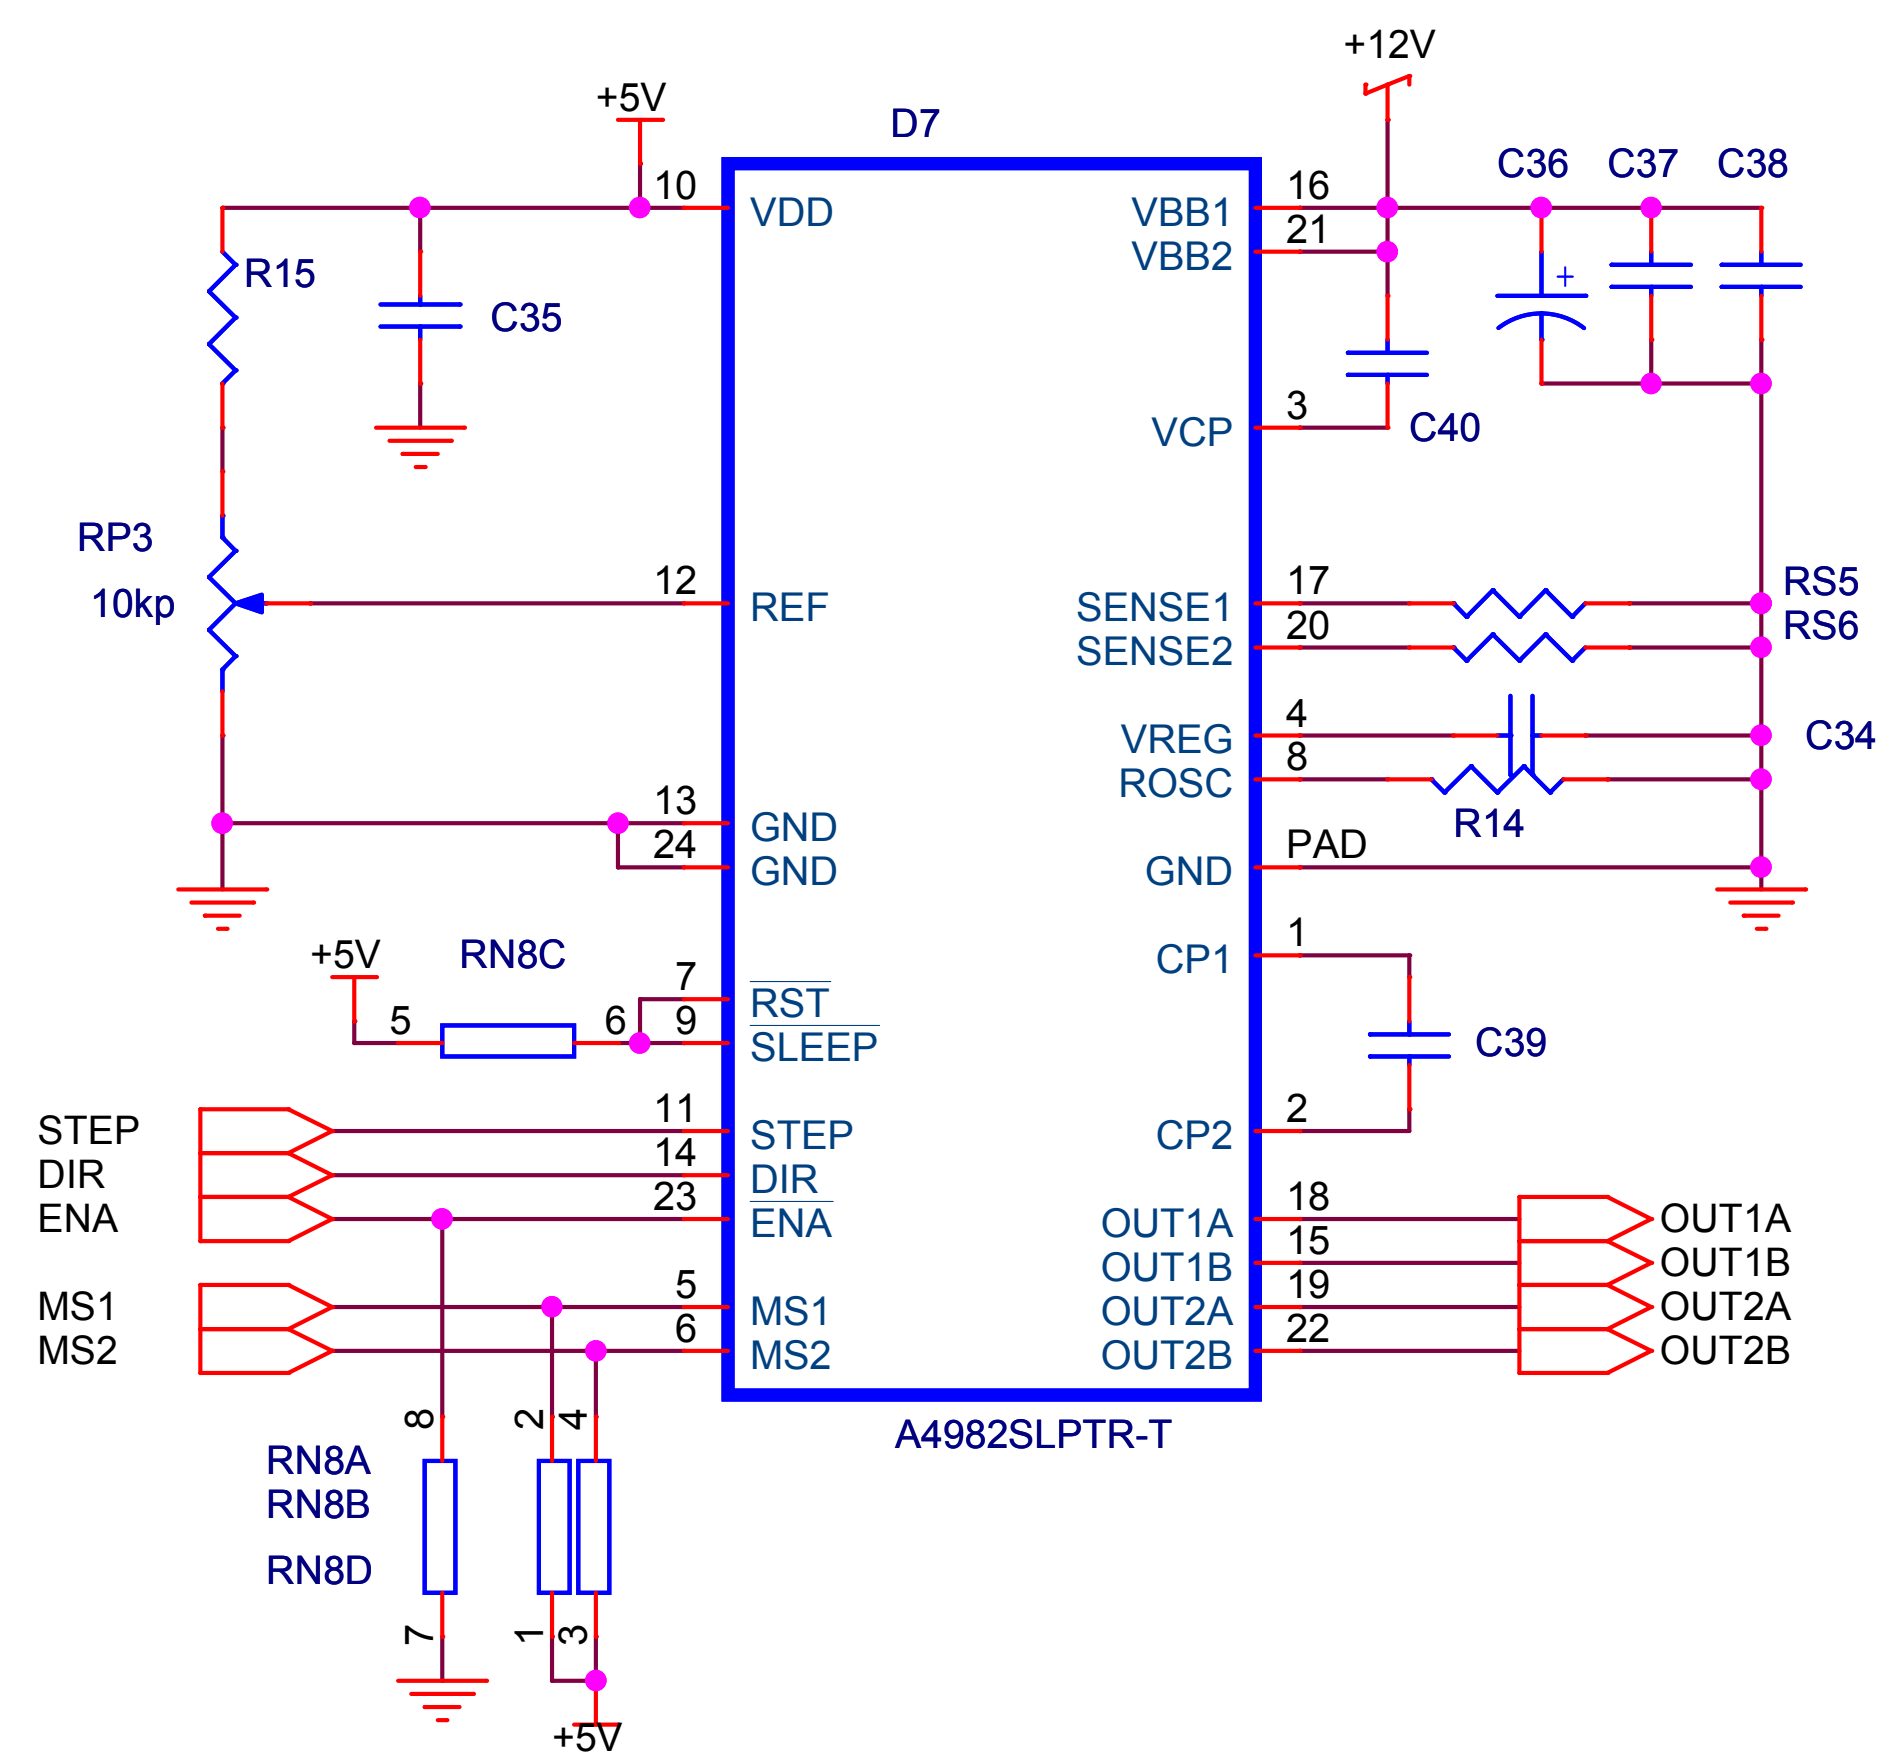 +12V
+5V
D7
C36 C37 C38
10 VDD VBB1 16
21
VBB2
R15
C35
3
VCP C40
RP3
10kp
12 REF SENSE1 17 RS5
SENSE2 20 RS6
VREG 4 C34
ROSC 8
R14
13 GND
24 GND GND PAD
+5V RN8C
5 6
7 RST
9 SLEEP
CP1 1
C39
CP2 2
STEP 11 STEP
DIR 14 DIR
ENA 23 ENA OUT1A 18 OUT1A
OUT1B 15 OUT1B
MS1 5 MS1 OUT2A 19 OUT2A
MS2 6 MS2 OUT2B 22 OUT2B
A4982SLPTR-T
8 2 4
RN8A
RN8B
RN8D
7 1 3
+5V